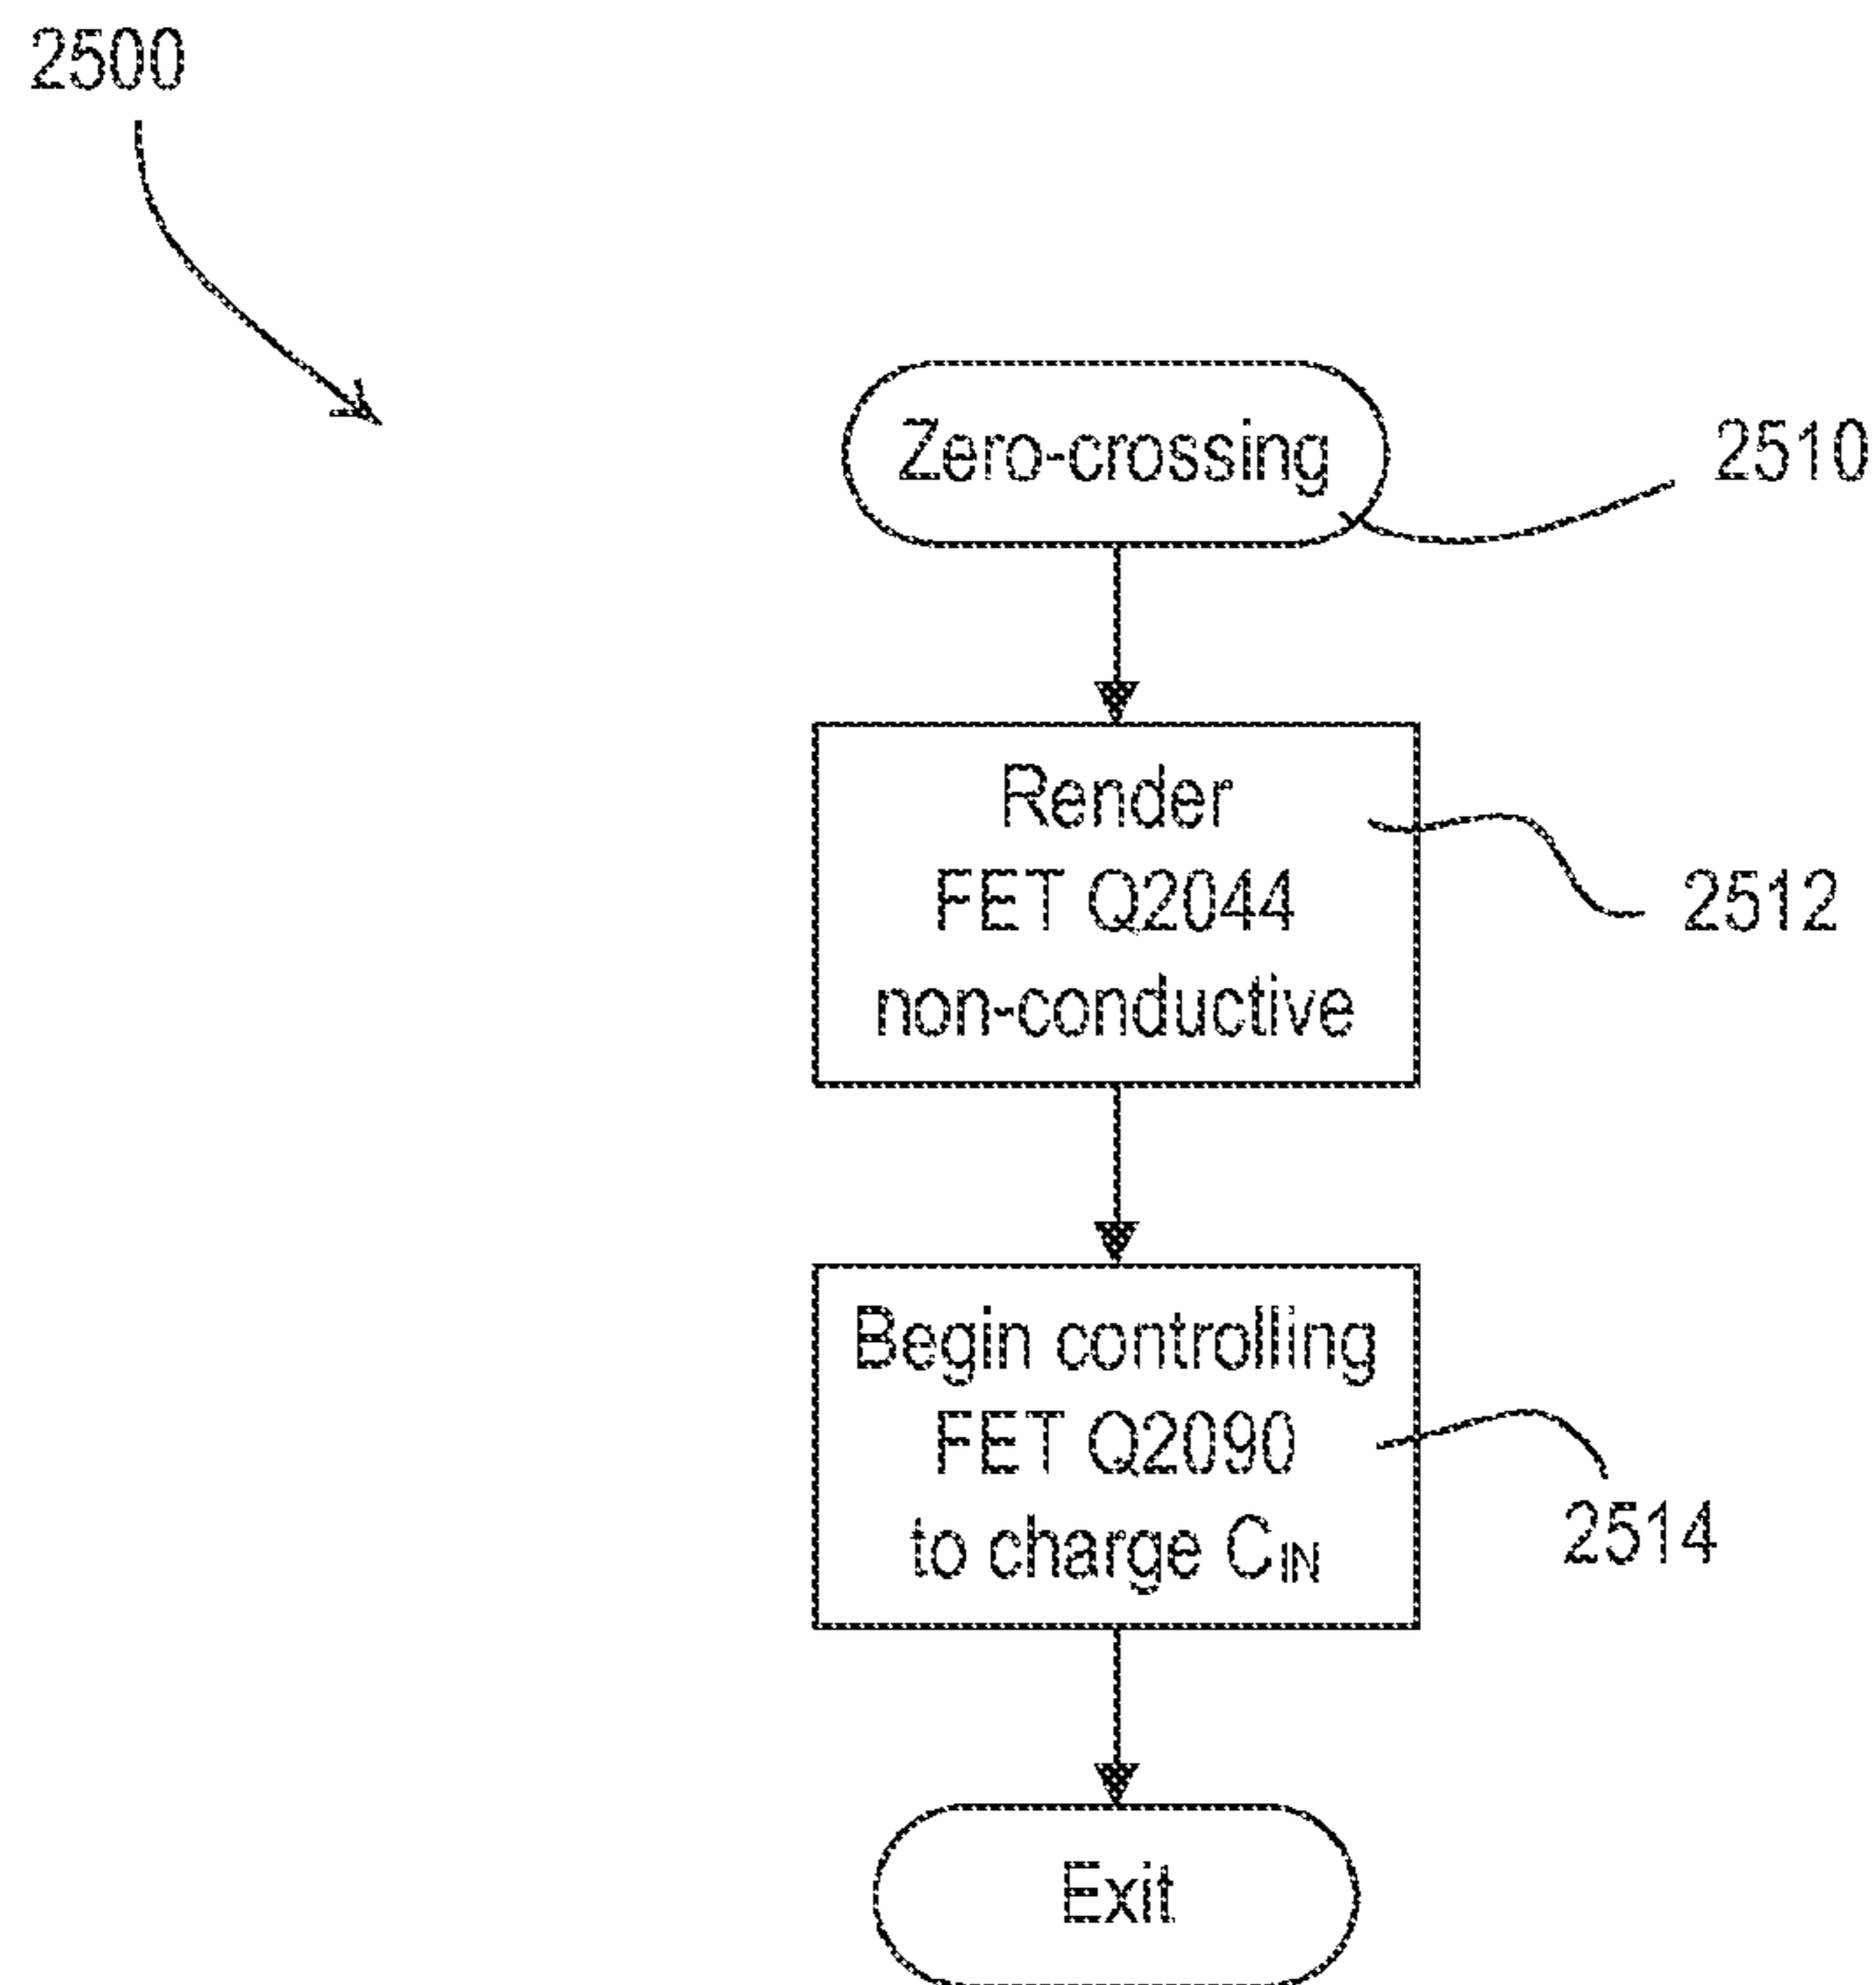 2500
Zero-crossing
2510
Render
FET Q2044
non-conductive
2512
Begin controlling
FET Q2090
to charge CIN
2514
Exit